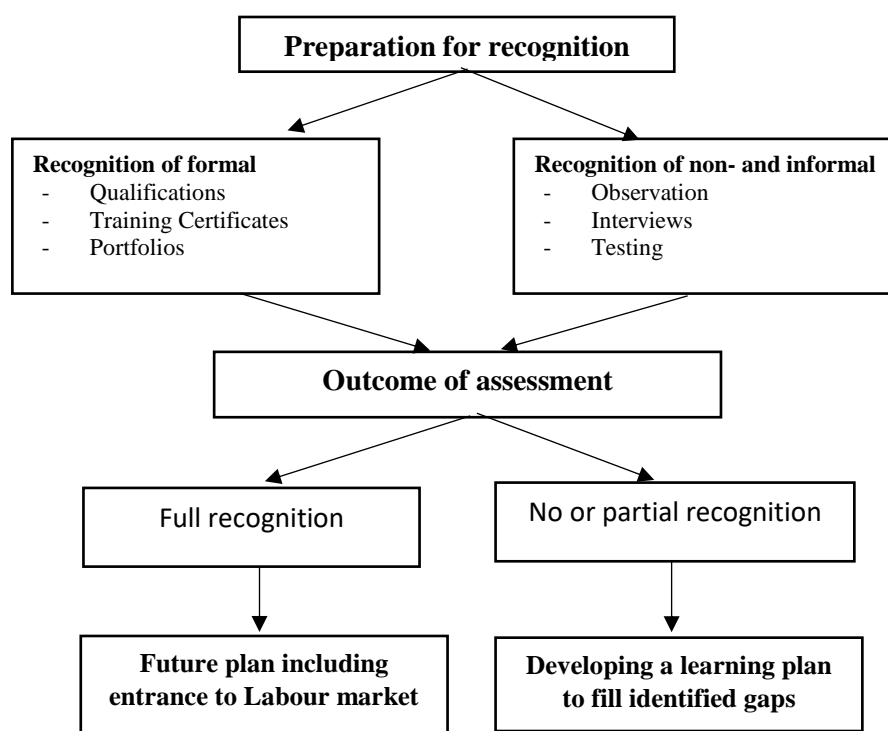 Preparation for recognition
Recognition of formal
- Qualifications
- Training Certificates
- Portfolios
Recognition of non- and informal
- Observation
- Interviews
- Testing
Outcome of assessment
Full recognition
No or partial recognition
Future plan including
entrance to Labour market
Developing a learning plan
to fill identified gaps